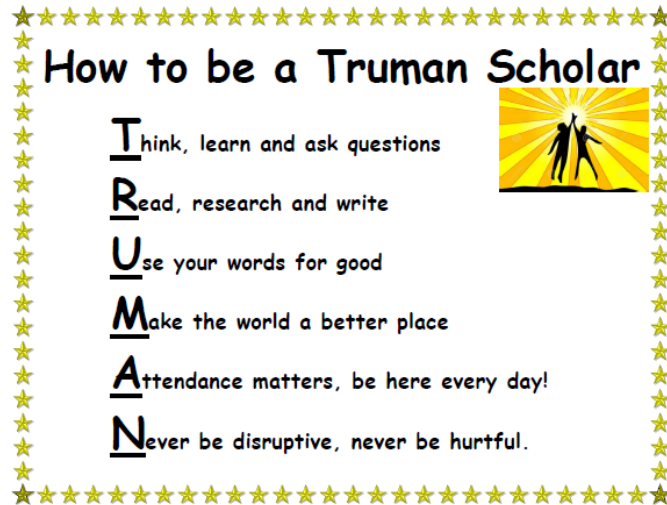 How to be a Truman Scholar
Think, learn and ask questions
Read, research and write
Use your words for good
Make the world a better place
Attendance matters, be here every day!
Never be disruptive, never be hurtful.